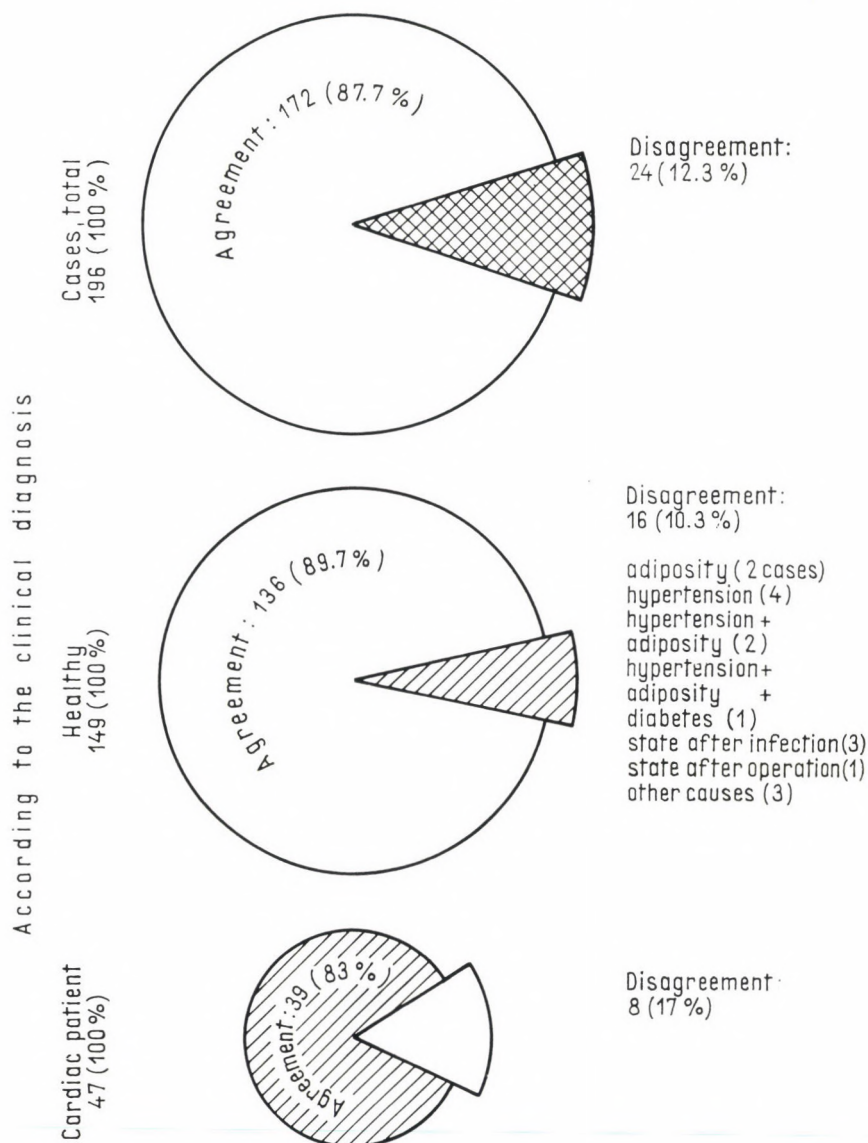 According to the clinical diagnosis
Cases, total
196 (100 %)
Agreement : 172 (87.7 %)
Disagreement:
24 (12.3 %)
Healthy
149 (100%)
Agreement : 136 (89.7%)
Disagreement:
16 (10.3 %)
adiposity (2 cases)
hypertension (4)
hypertension +
adiposity (2)
hypertension+
adiposity +
diabetes (1)
state after infection (3)
state after operation (1)
other causes (3)
Cardiac patient
47 (100%)
Agreement:39 (83 %)
Disagreement:
8 (17 %)